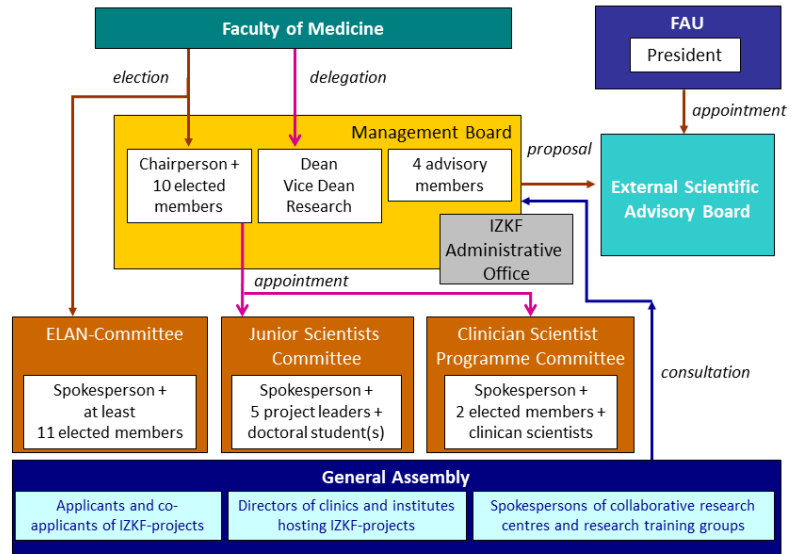 Faculty of Medicine
FAU
President
election
delegation
appointment
Management Board
Chairperson +
10 elected
members
Dean
Vice Dean
Research
4 advisory
members
proposal
External Scientific
Advisory Board
IZKF
Administrative
Office
appointment
ELAN-Committee
Spokesperson +
at least
11 elected members
Junior Scientists
Committee
Spokesperson +
5 project leaders +
doctoral student(s)
Clinician Scientist
Programme Committee
Spokesperson +
2 elected members +
clinican scientists
consultation
General Assembly
Applicants and co-
applicants of IZKF-projects
Directors of clinics and institutes
hosting IZKF-projects
Spokespersons of collaborative research
centres and research training groups